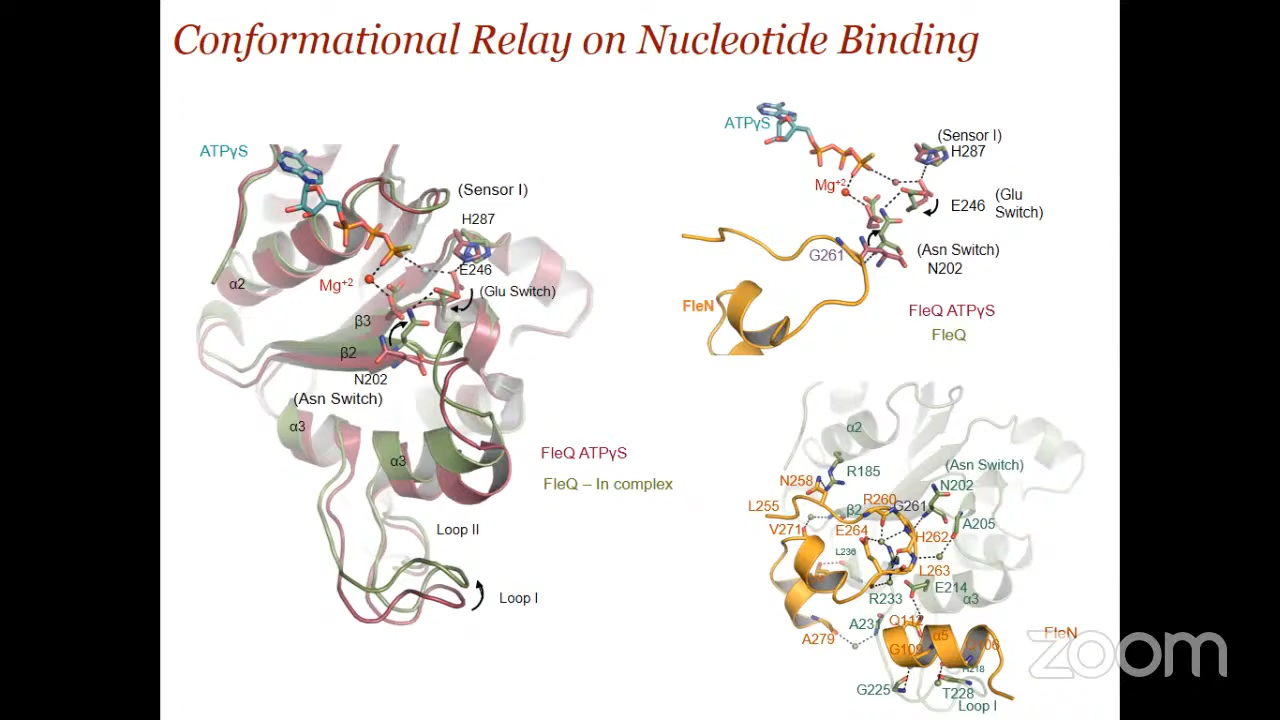 Conformational Relay on Nucleotide Binding
ATPγS
(Sensor I)
H287
E246
(Glu Switch)
Mg+2
α2
β3
β2
N202
(Asn Switch)
α3
α3
FleQ ATPγS
FleQ – In complex
Loop II
Loop I
ATPγS
(Sensor I)
H287
Mg+2
E246
(Glu
Switch)
(Asn Switch)
N202
G261
FleN
FleQ ATPγS
FleQ
α2
(Asn Switch)
R185
N258
N202
R260
L255
β2
G261
A205
V271
E264
H262
L236
L263
E214
R233
α3
A231
Q112
A279
α5
FleN
G109
G225
T228
Loop I
zoom